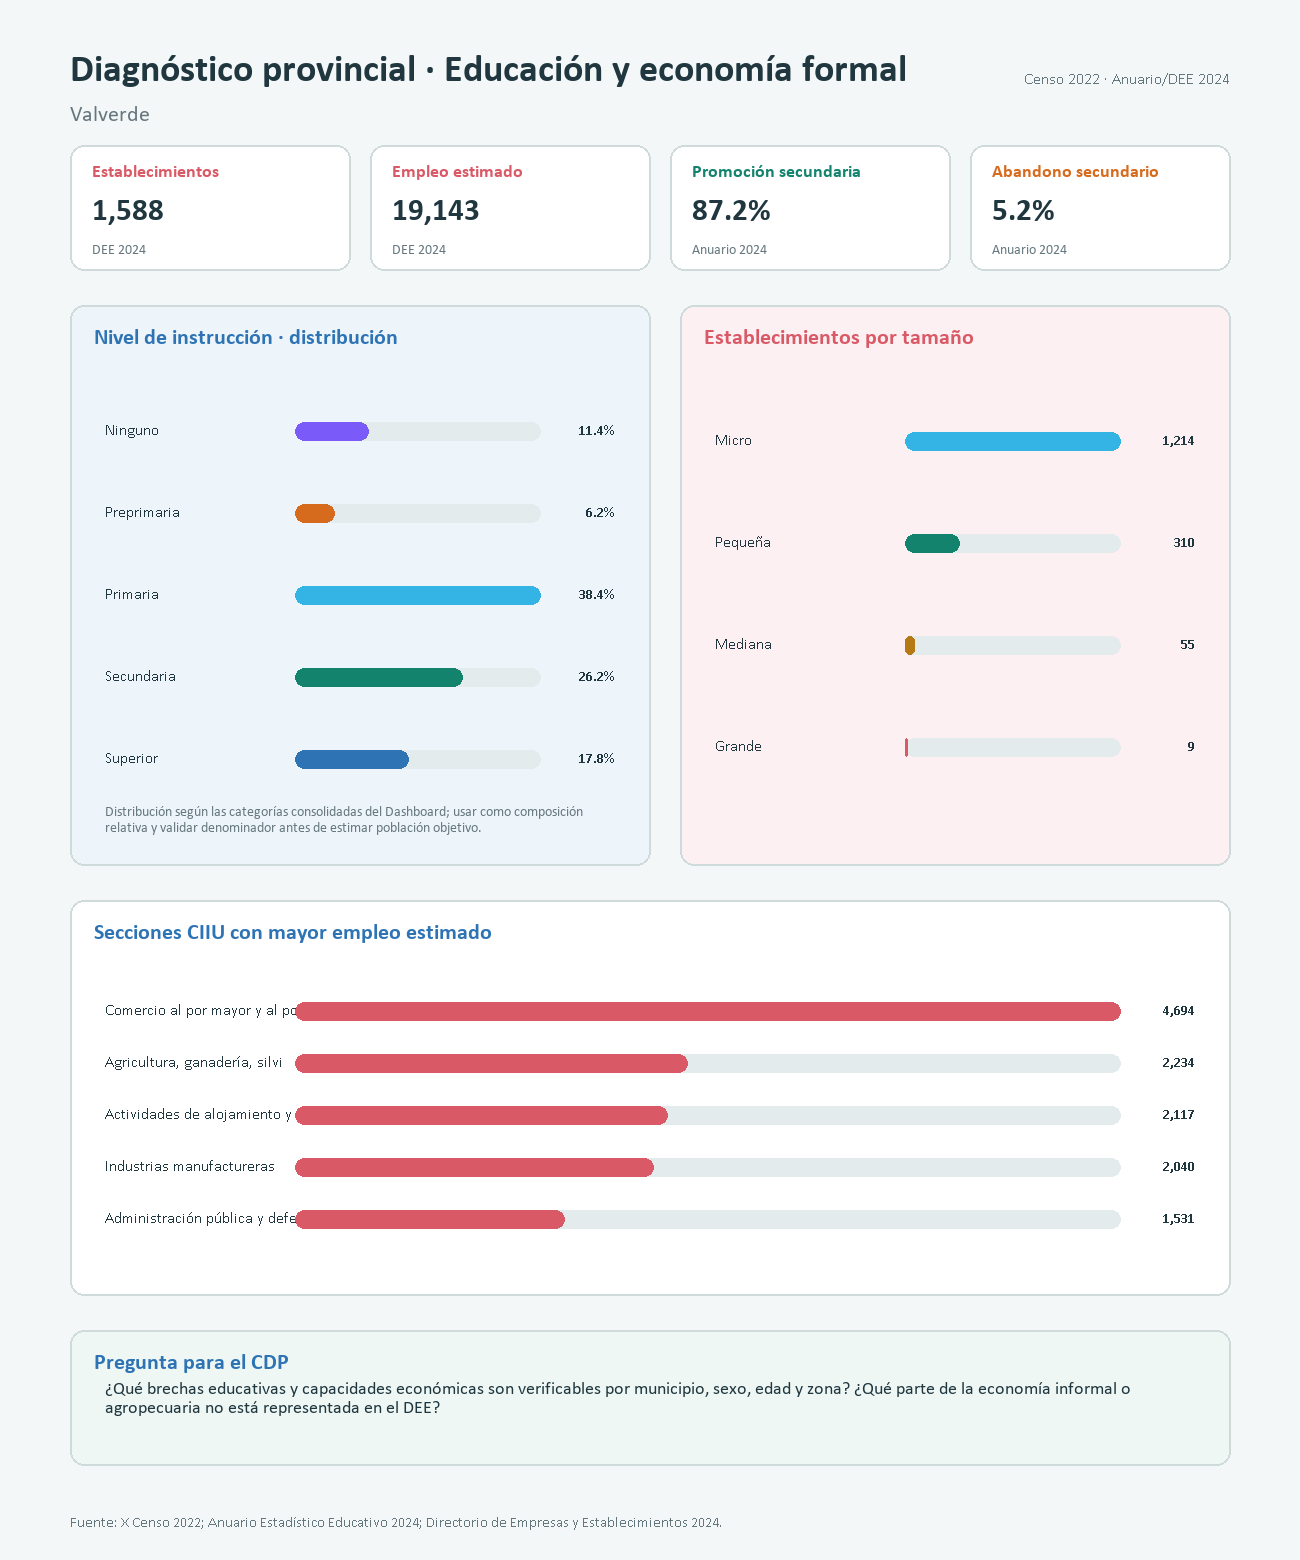 Diagnóstico provincial · Educación y economía formal
Censo 2022 · Anuario/DEE 2024
Valverde
Establecimientos
1,588
DEE 2024
Empleo estimado
19,143
DEE 2024
Promoción secundaria
87.2%
Anuario 2024
Abandono secundario
5.2%
Anuario 2024
Nivel de instrucción · distribución
Ninguno 11.4%
Preprimaria 6.2%
Primaria 38.4%
Secundaria 26.2%
Superior 17.8%
Distribución según las categorías consolidadas del Dashboard; usar como composición
relativa y validar denominador antes de estimar población objetivo.
Establecimientos por tamaño
Micro 1,214
Pequeña 310
Mediana 55
Grande 9
Secciones CIIU con mayor empleo estimado
Comercio al por mayor y al po 4,694
Agricultura, ganadería, silvi 2,234
Actividades de alojamiento y 2,117
Industrias manufactureras 2,040
Administración pública y defe 1,531
Pregunta para el CDP
¿Qué brechas educativas y capacidades económicas son verificables por municipio, sexo, edad y zona? ¿Qué parte de la economía informal o
agropecuaria no está representada en el DEE?
Fuente: X Censo 2022; Anuario Estadístico Educativo 2024; Directorio de Empresas y Establecimientos 2024.